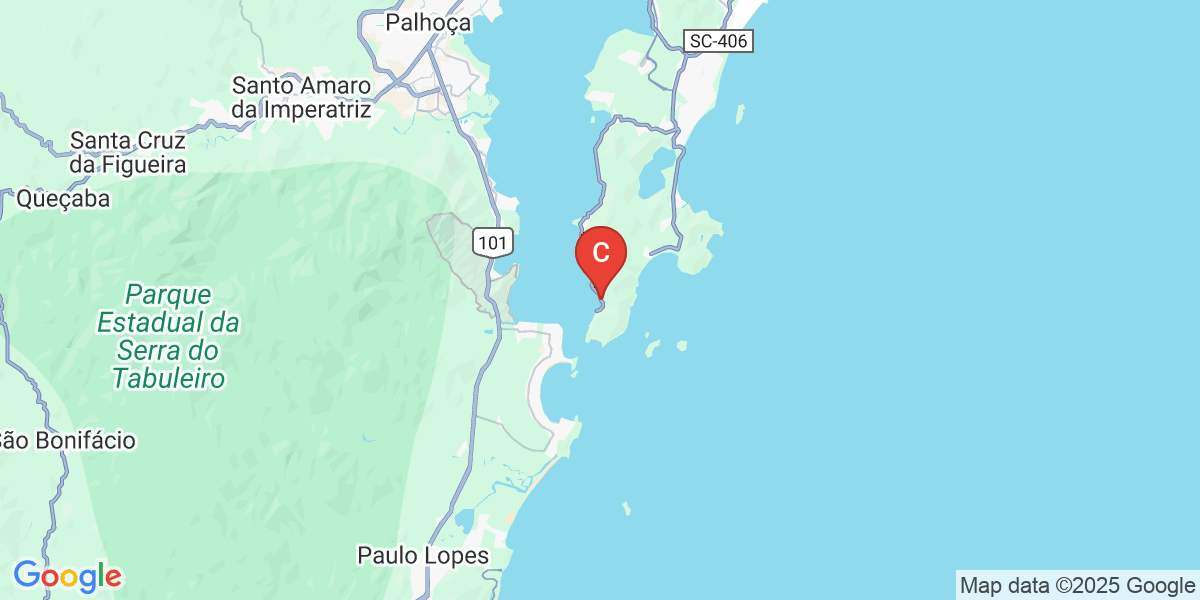 Palhoça
SC-406
Santo Amaro
da Imperatriz
Santa Cruz
da Figueira
Queçaba
101
C
Parque
Estadual da
Serra do
Tabuleiro
São Bonifácio
Paulo Lopes
Google
Map data ©2025 Google